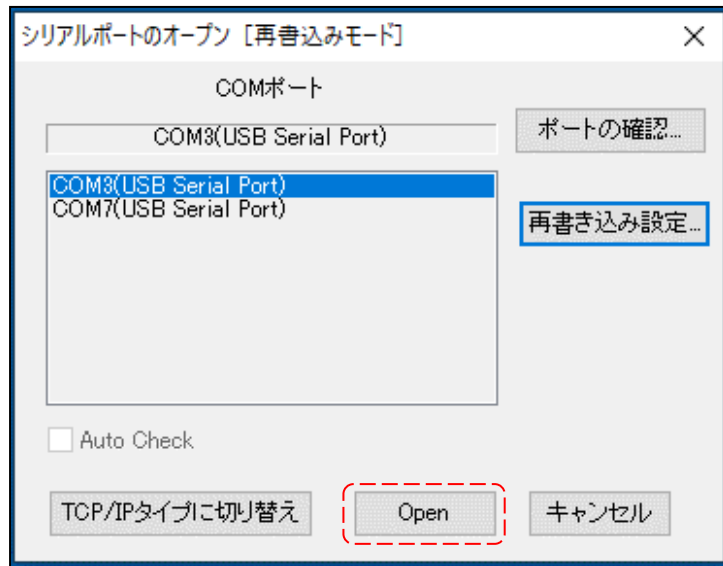 シリアルポートのオープン [再書込みモード]
COMポート
COM3(USB Serial Port)
ポートの確認...
COM3(USB Serial Port)
COM7(USB Serial Port)
再書き込み設定...
Auto Check
TCP/IPタイプに切り替え
Open
キャンセル